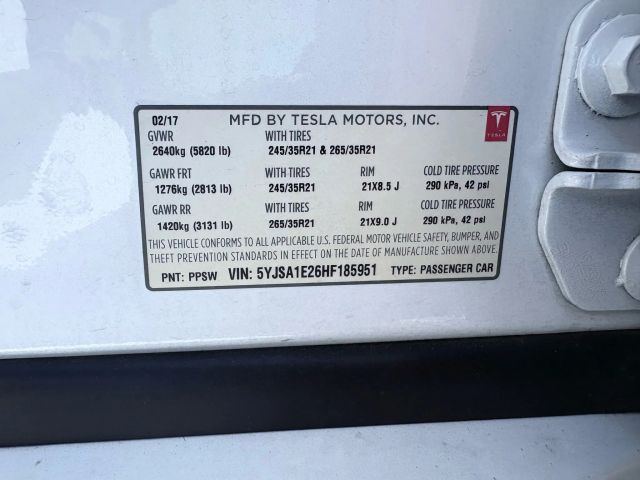 02/17 MFD BY TESLA MOTORS, INC.
TESLA
GVWR WITH TIRES
2640kg (5820 lb) 245/35R21 & 265/35R21
GAWR FRT WITH TIRES RIM COLD TIRE PRESSURE
1276kg (2813 lb) 245/35R21 21X8.5 J 290 kPa, 42 psi
GAWR RR WITH TIRES RIM COLD TIRE PRESSURE
1420kg (3131 lb) 265/35R21 21X9.0 J 290 kPa, 42 psi
THIS VEHICLE CONFORMS TO ALL APPLICABLE U.S. FEDERAL MOTOR VEHICLE SAFETY, BUMPER, AND
THEFT PREVENTION STANDARDS IN EFFECT ON THE DATE OF MANUFACTURE SHOWN ABOVE.
PNT: PPSW VIN: 5YJSA1E26HF185951 TYPE: PASSENGER CAR